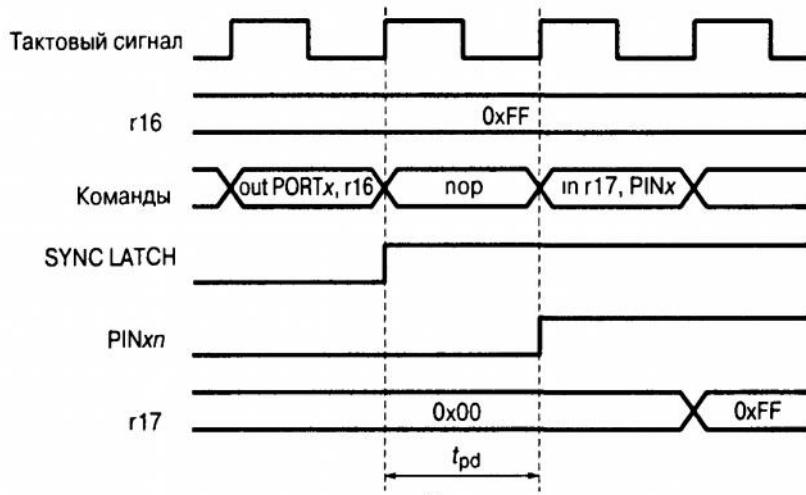 Тактовый сигнал
r16
0xFF
Команды
out PORTx, r16
nop
in r17, PINx
SYNC LATCH
PINxn
r17
0x00
0xFF
tpd